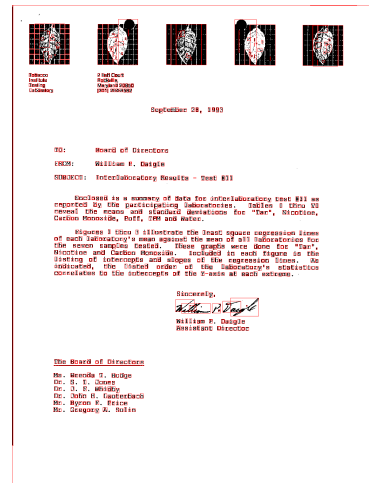 Tobacco
Institute
Testing
Laboratory
2 Taft Court
Rockville,
Maryland 20850
September 28, 1993
TO: Board of Directors
FROM: William E. Daigle
SUBJECT: Interlaboratory Results - Test #11
Enclosed is a summary of data for interlaboratory test #11 as
reported by the participating laboratories. Tables 1 thru
reveal the means and standard deviations for "Tar", Nicotine,
Carbon Monoxide, Puff, TPM and Water.
Figures 1 thru 3 illustrate the least square regression lines
of each laboratory's mean against the mean of all laboratories for
the seven samples tested. These graphs were done for "Tar",
Nicotine and Carbon Monoxide. Included in each figure is the
listing of intercepts and slopes of the regression lines. As
indicated, the listed order of the laboratory's statistics
correlates to the intercepts of the Y-axis at each extreme.
Sincerely,
William E. Daigle
Assistant Director
The Board of Directors
Ms. Brenda G. Hodge
Dr. S. L. Jones
Dr. J. E. Whidby
Dr. John H. Lauterbach
Mr. Byron E. Price
Mr. Gregory W. Solin